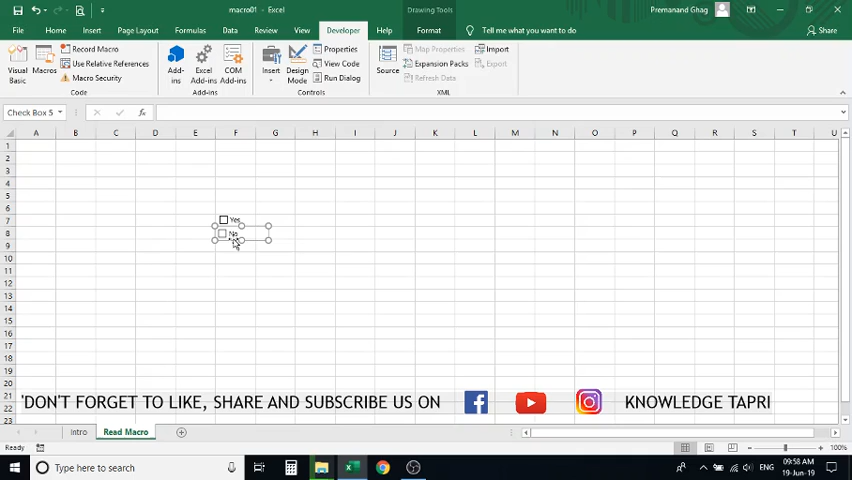 macro01 - Excel
Drawing Tools
Premanand Ghag
File Home Insert Formulas Data Review View Developer Help Format Tell me what you want to do Share
Visual Basic
Macros
Record Macro
Use Relative References
Macro Security
Code
Add-ins
Excel Add-ins
COM Add-ins
Add-ins
Insert
Design Mode
Properties
View Code
Run Dialog
Controls
Source
Map Properties
Expansion Packs
Refresh Data
Import
Export
XML
Check Box 5
fx
A B C D E F G H I J K L M N O P Q R S T U
1
2
3
4
5
6
7
8
9
10
11
12
13
14
15
16
17
18
19
20
21
22
23
Yes
No
'DON'T FORGET TO LIKE, SHARE AND SUBSCRIBE US ON KNOWLEDGE TAPRI
Intro Read Macro
Ready
100%
Type here to search
ENG
09:58 AM
19-Jun-19